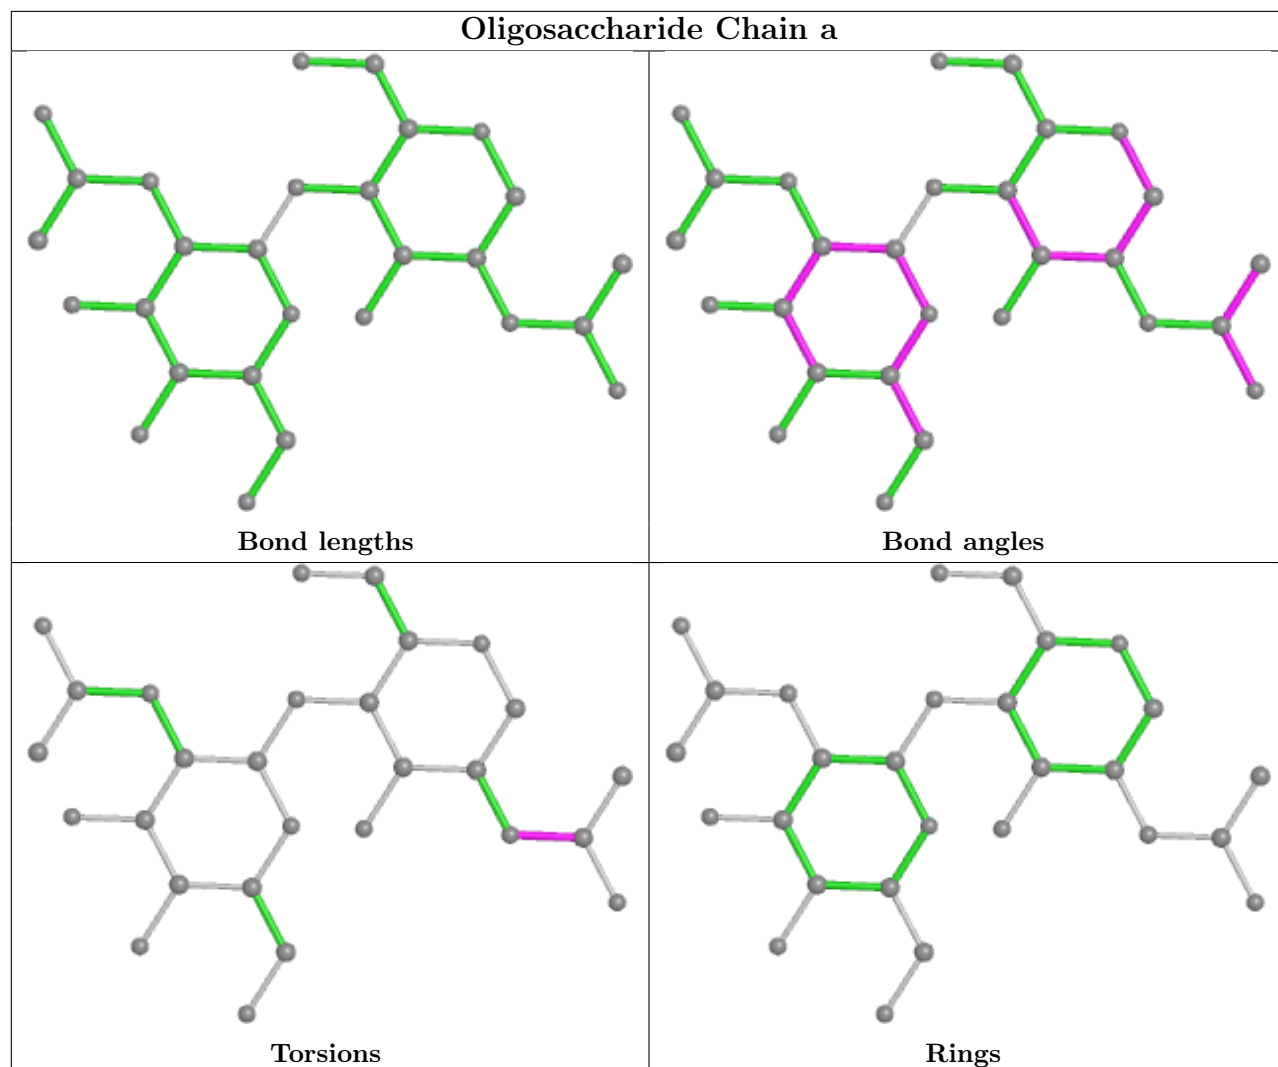 Oligosaccharide Chain a
Bond lengths
Bond angles
Torsions
Rings